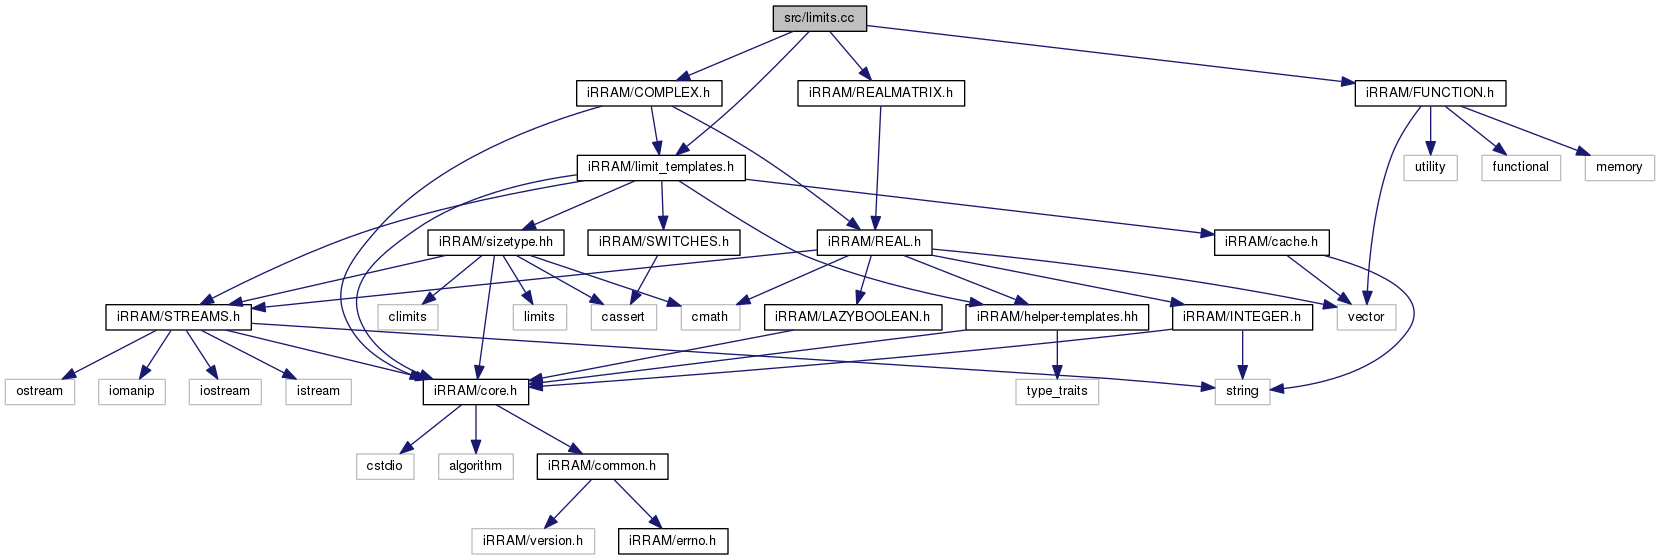 src/limits.cc
iRRAM/COMPLEX.h
iRRAM/REALMATRIX.h
iRRAM/FUNCTION.h
iRRAM/limit_templates.h
utility
functional
memory
iRRAM/sizetype.hh
iRRAM/SWITCHES.h
iRRAM/REAL.h
iRRAM/cache.h
iRRAM/STREAMS.h
climits
limits
cassert
cmath
iRRAM/LAZYBOOLEAN.h
iRRAM/helper-templates.hh
iRRAM/INTEGER.h
vector
ostream
iomanip
iostream
istream
iRRAM/core.h
type_traits
string
cstdio
algorithm
iRRAM/common.h
iRRAM/version.h
iRRAM/errno.h